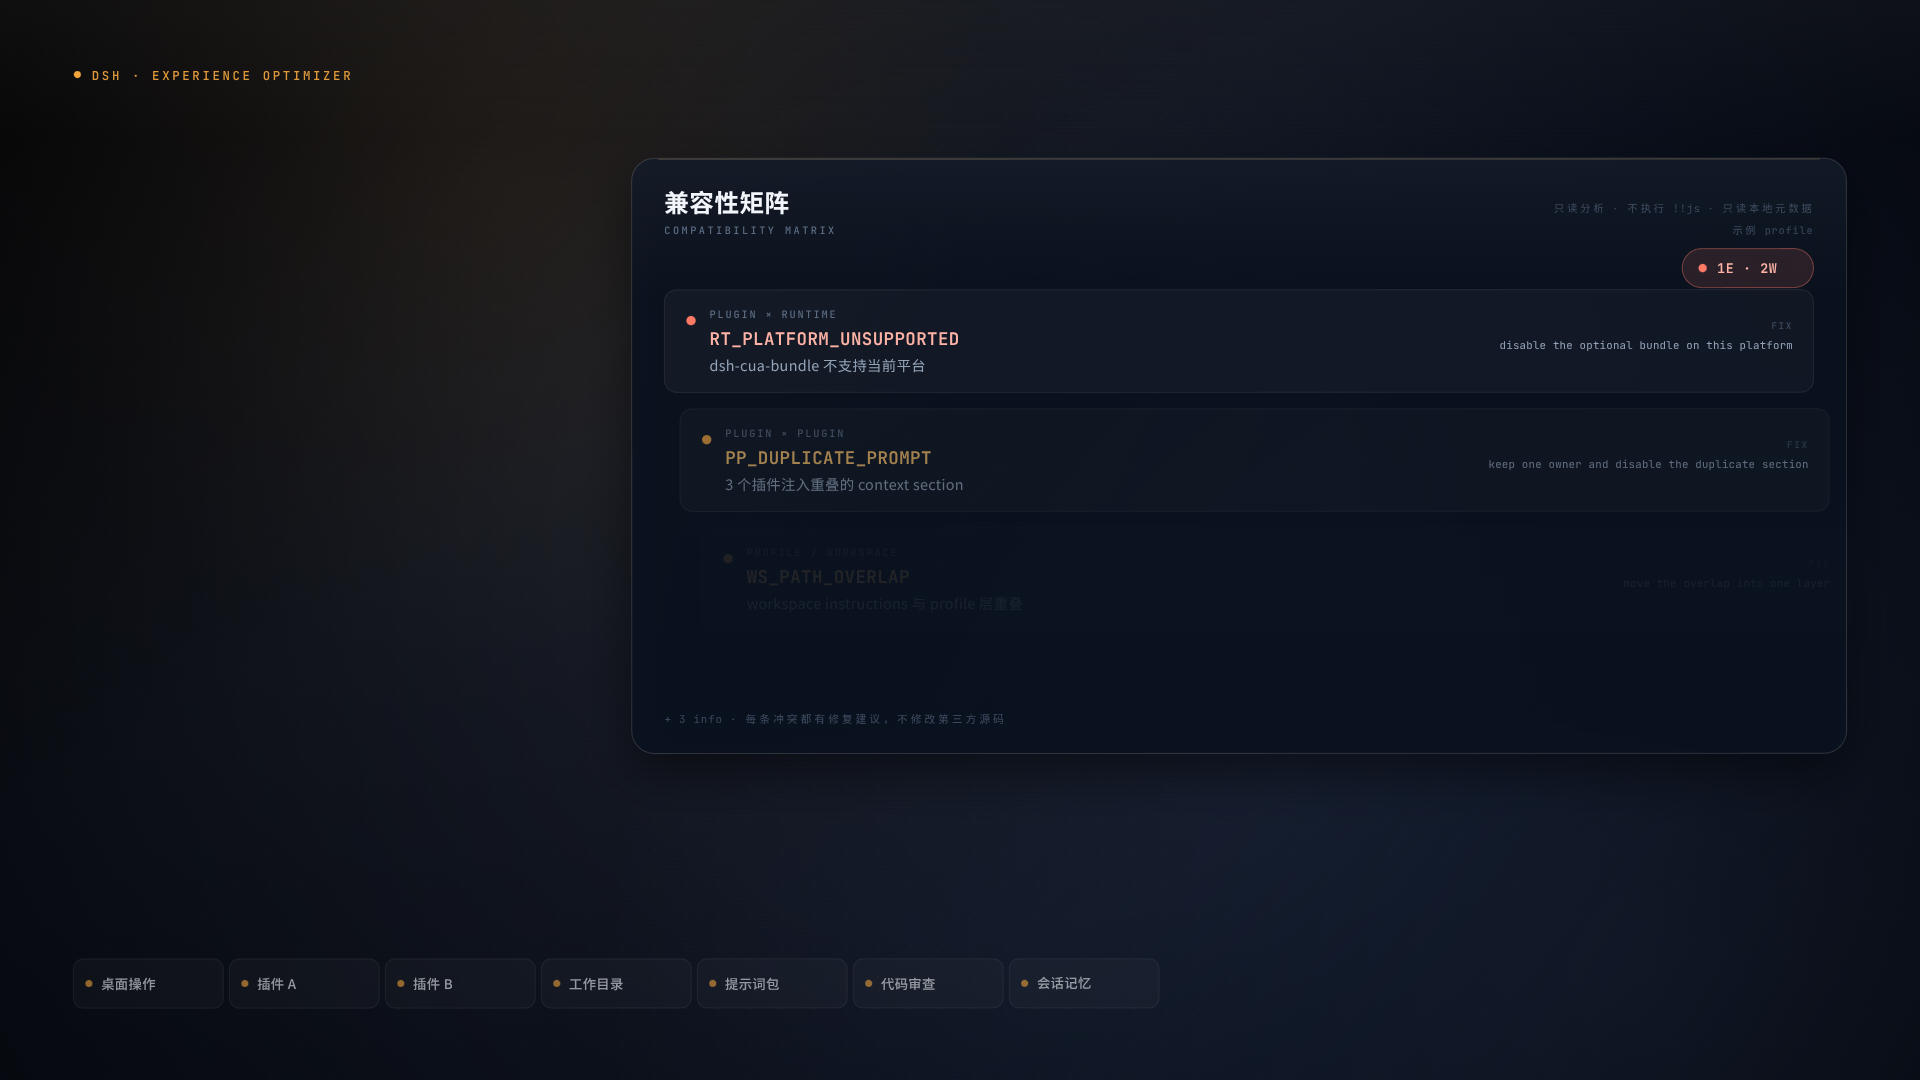 DSH · EXPERIENCE OPTIMIZER
兼容性矩阵
COMPATIBILITY MATRIX
只读分析 · 不执行 !!js · 只读本地元数据
示例 profile
1E · 2W
PLUGIN × RUNTIME
RT_PLATFORM_UNSUPPORTED
dsh-cua-bundle 不支持当前平台
FIX
disable the optional bundle on this platform
PLUGIN × PLUGIN
PP_DUPLICATE_PROMPT
3 个插件注入重叠的 context section
FIX
keep one owner and disable the duplicate section
PROFILE / WORKSPACE
WS_PATH_OVERLAP
workspace instructions 与 profile 层重叠
move the overlap into one layer
+ 3 info · 每条冲突都有修复建议, 不修改第三方源码
桌面操作
插件 A
插件 B
工作目录
提示词包
代码审查
会话记忆